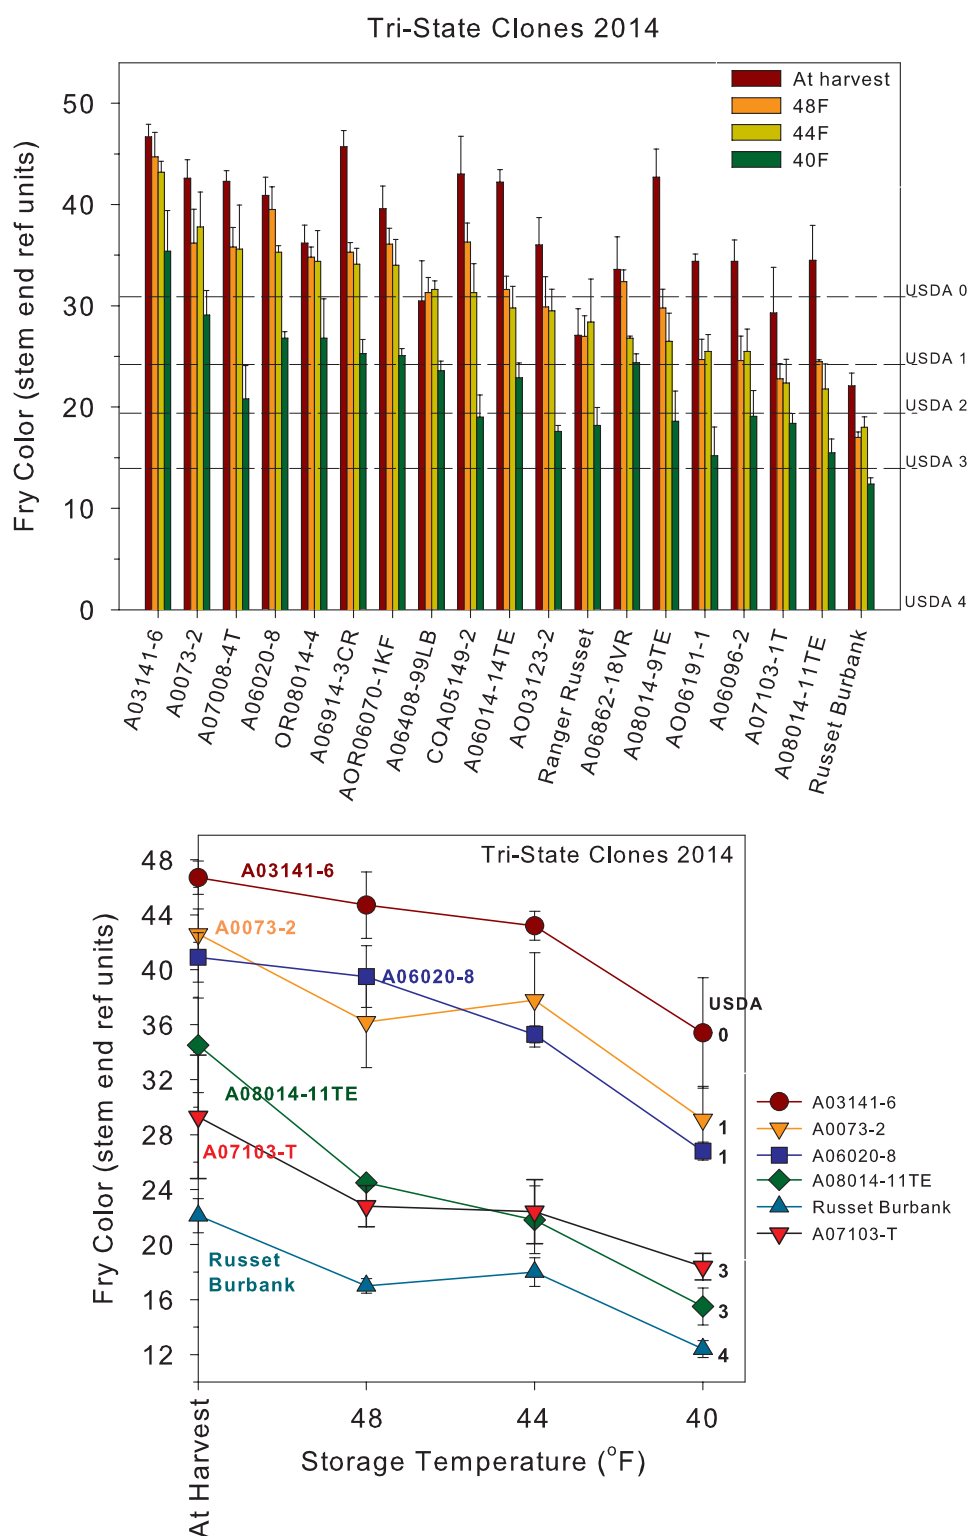 Tri-State Clones 2014
Fry Color (stem end ref units)
50
40
30
20
10
0
At harvest
48F
44F
40F
USDA 0
USDA 1
USDA 2
USDA 3
USDA 4
A03141-6
A0073-2
A07008-4T
A06020-8
OR08014-4
A06914-3CR
AOR06070-1KF
A06408-99LB
COA05149-2
A06014-14TE
AO03123-2
Ranger Russet
A06862-18VR
A08014-9TE
AO06191-1
A06096-2
A07103-1T
A08014-11TE
Russet Burbank
Tri-State Clones 2014
Fry Color (stem end ref units)
48
44
40
36
32
28
24
20
16
12
A03141-6
A0073-2
A06020-8
A08014-11TE
A07103-T
Russet
Burbank
USDA
0
1
1
3
3
4
A03141-6
A0073-2
A06020-8
A08014-11TE
Russet Burbank
A07103-T
At Harvest
48
44
40
Storage Temperature (°F)